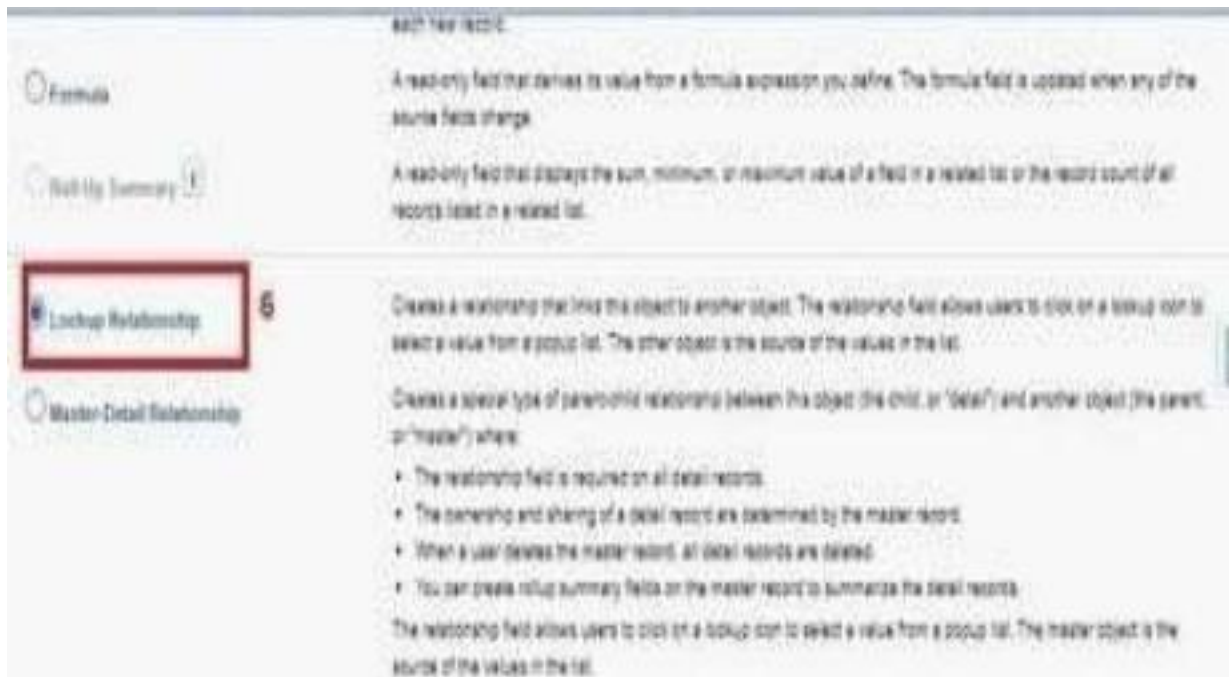 each new record.
Formula
A read-only field that derives its value from a formula expression you define. The formula field is updated when any of the
source fields change.
Roll-Up Summary
A read-only field that displays the sum, minimum, or maximum value of a field in a related list or the record count of all
records listed in a related list.
Lookup Relationship
6
Creates a relationship that links this object to another object. The relationship field allows users to click on a lookup icon to
select a value from a popup list. The other object is the source of the values in the list.
Master-Detail Relationship
Creates a special type of parent-child relationship between this object (the child, or "detail") and another object (the parent,
or "master") where:
• The relationship field is required on all detail records.
• The ownership and sharing of a detail record are determined by the master record.
• When a user deletes the master record, all detail records are deleted.
• You can create rollup summary fields on the master record to summarize the detail records.
The relationship field allows users to click on a lookup icon to select a value from a popup list. The master object is the
source of the values in the list.